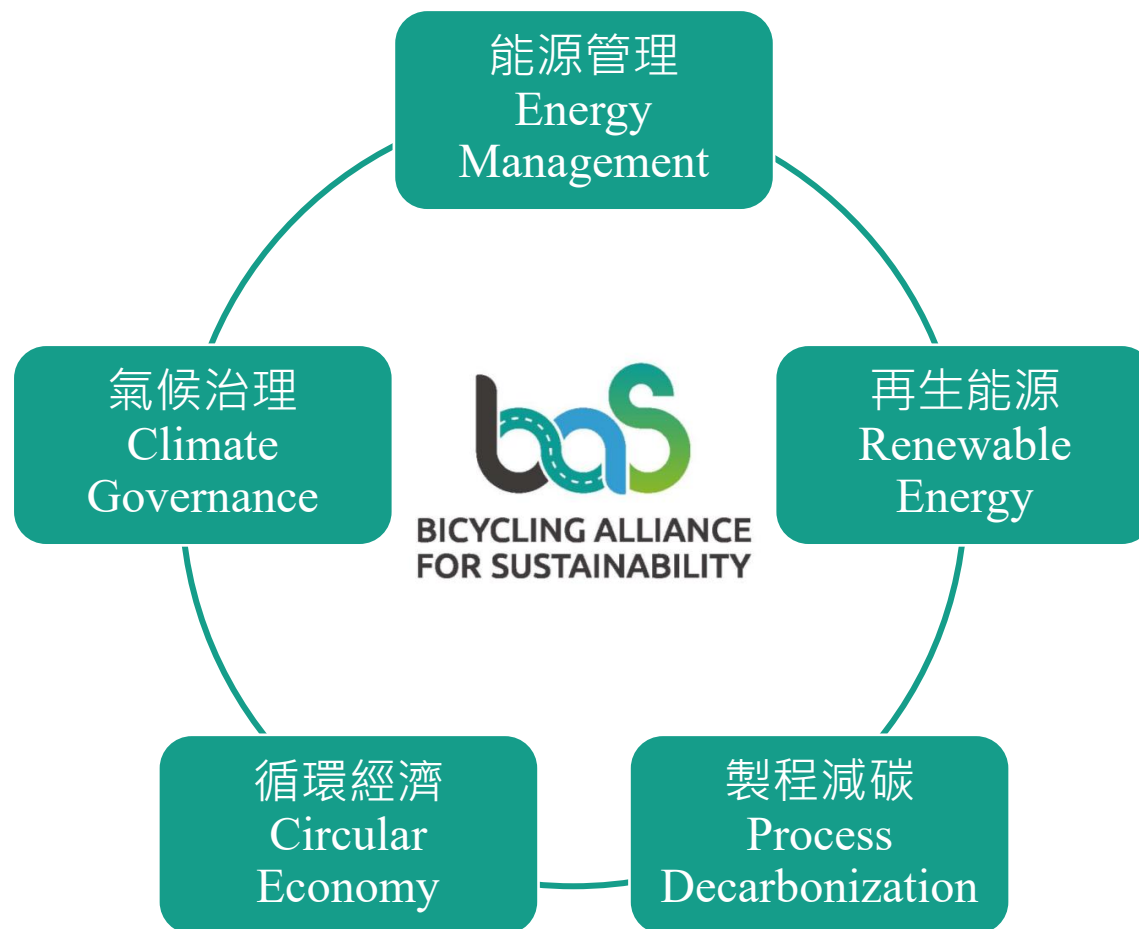 能源管理
Energy
Management
氣候治理
Climate
Governance
再生能源
Renewable
Energy
bas
BICYCLING ALLIANCE
FOR SUSTAINABILITY
循環經濟
Circular
Economy
製程減碳
Process
Decarbonization